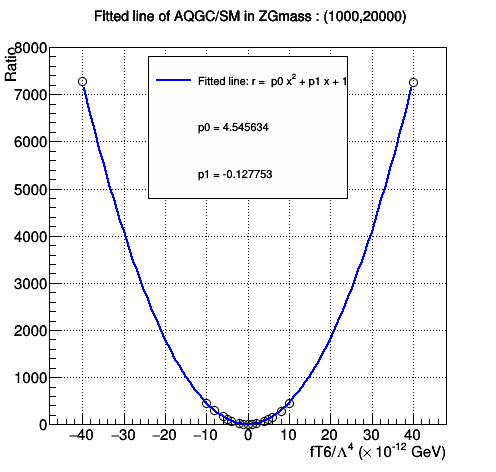 FItted line of AQGC/SM in ZGmass : (1000,20000)
Ratio
8000
7000
6000
5000
4000
3000
2000
1000
0
Fitted line: r = p0 x² + p1 x + 1
p0 = 4.545634
p1 = -0.127753
−40 −30 −20 −10 0 10 20 30 40
fT6/Λ⁴ (× 10⁻¹² GeV)